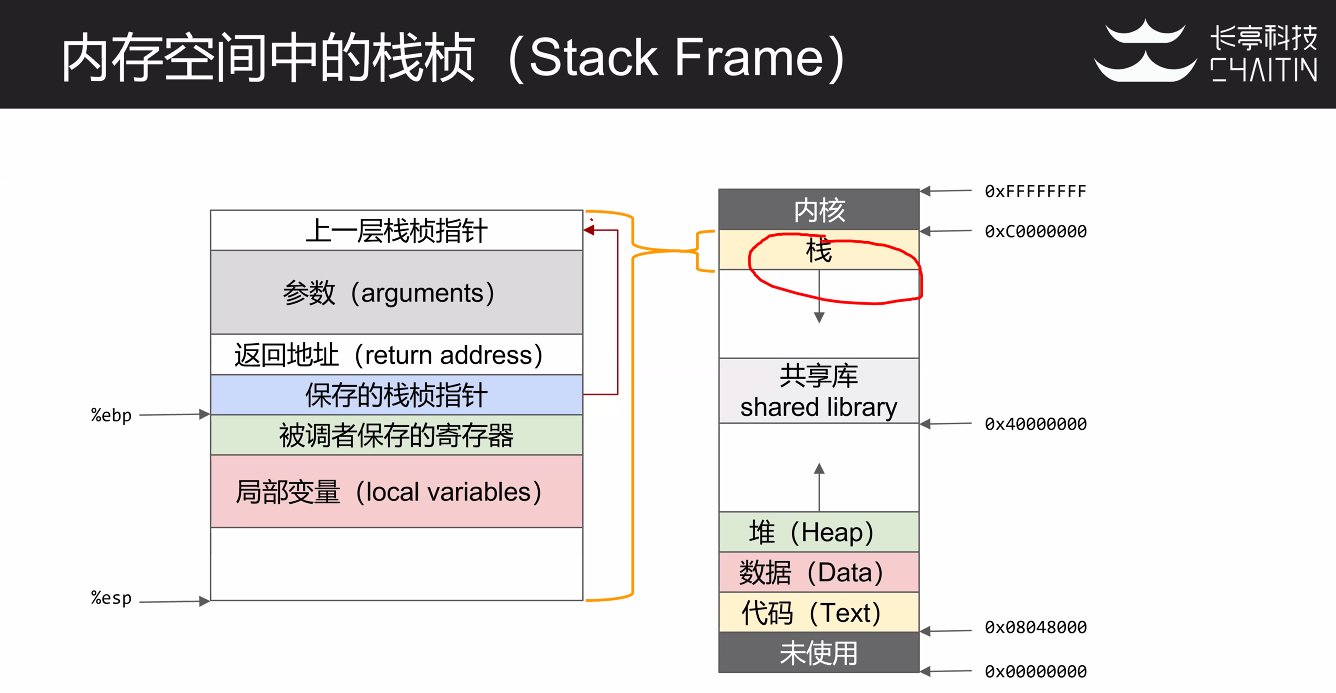 内存空间中的栈桢（Stack Frame）
长亭科技
CHAITIN
上一层栈桢指针
参数（arguments）
返回地址（return address）
保存的栈桢指针
%ebp
被调者保存的寄存器
局部变量（local variables）
%esp
内核
栈
共享库
shared library
堆（Heap）
数据（Data）
代码（Text）
未使用
0xFFFFFFFF
0xC0000000
0x40000000
0x08048000
0x00000000